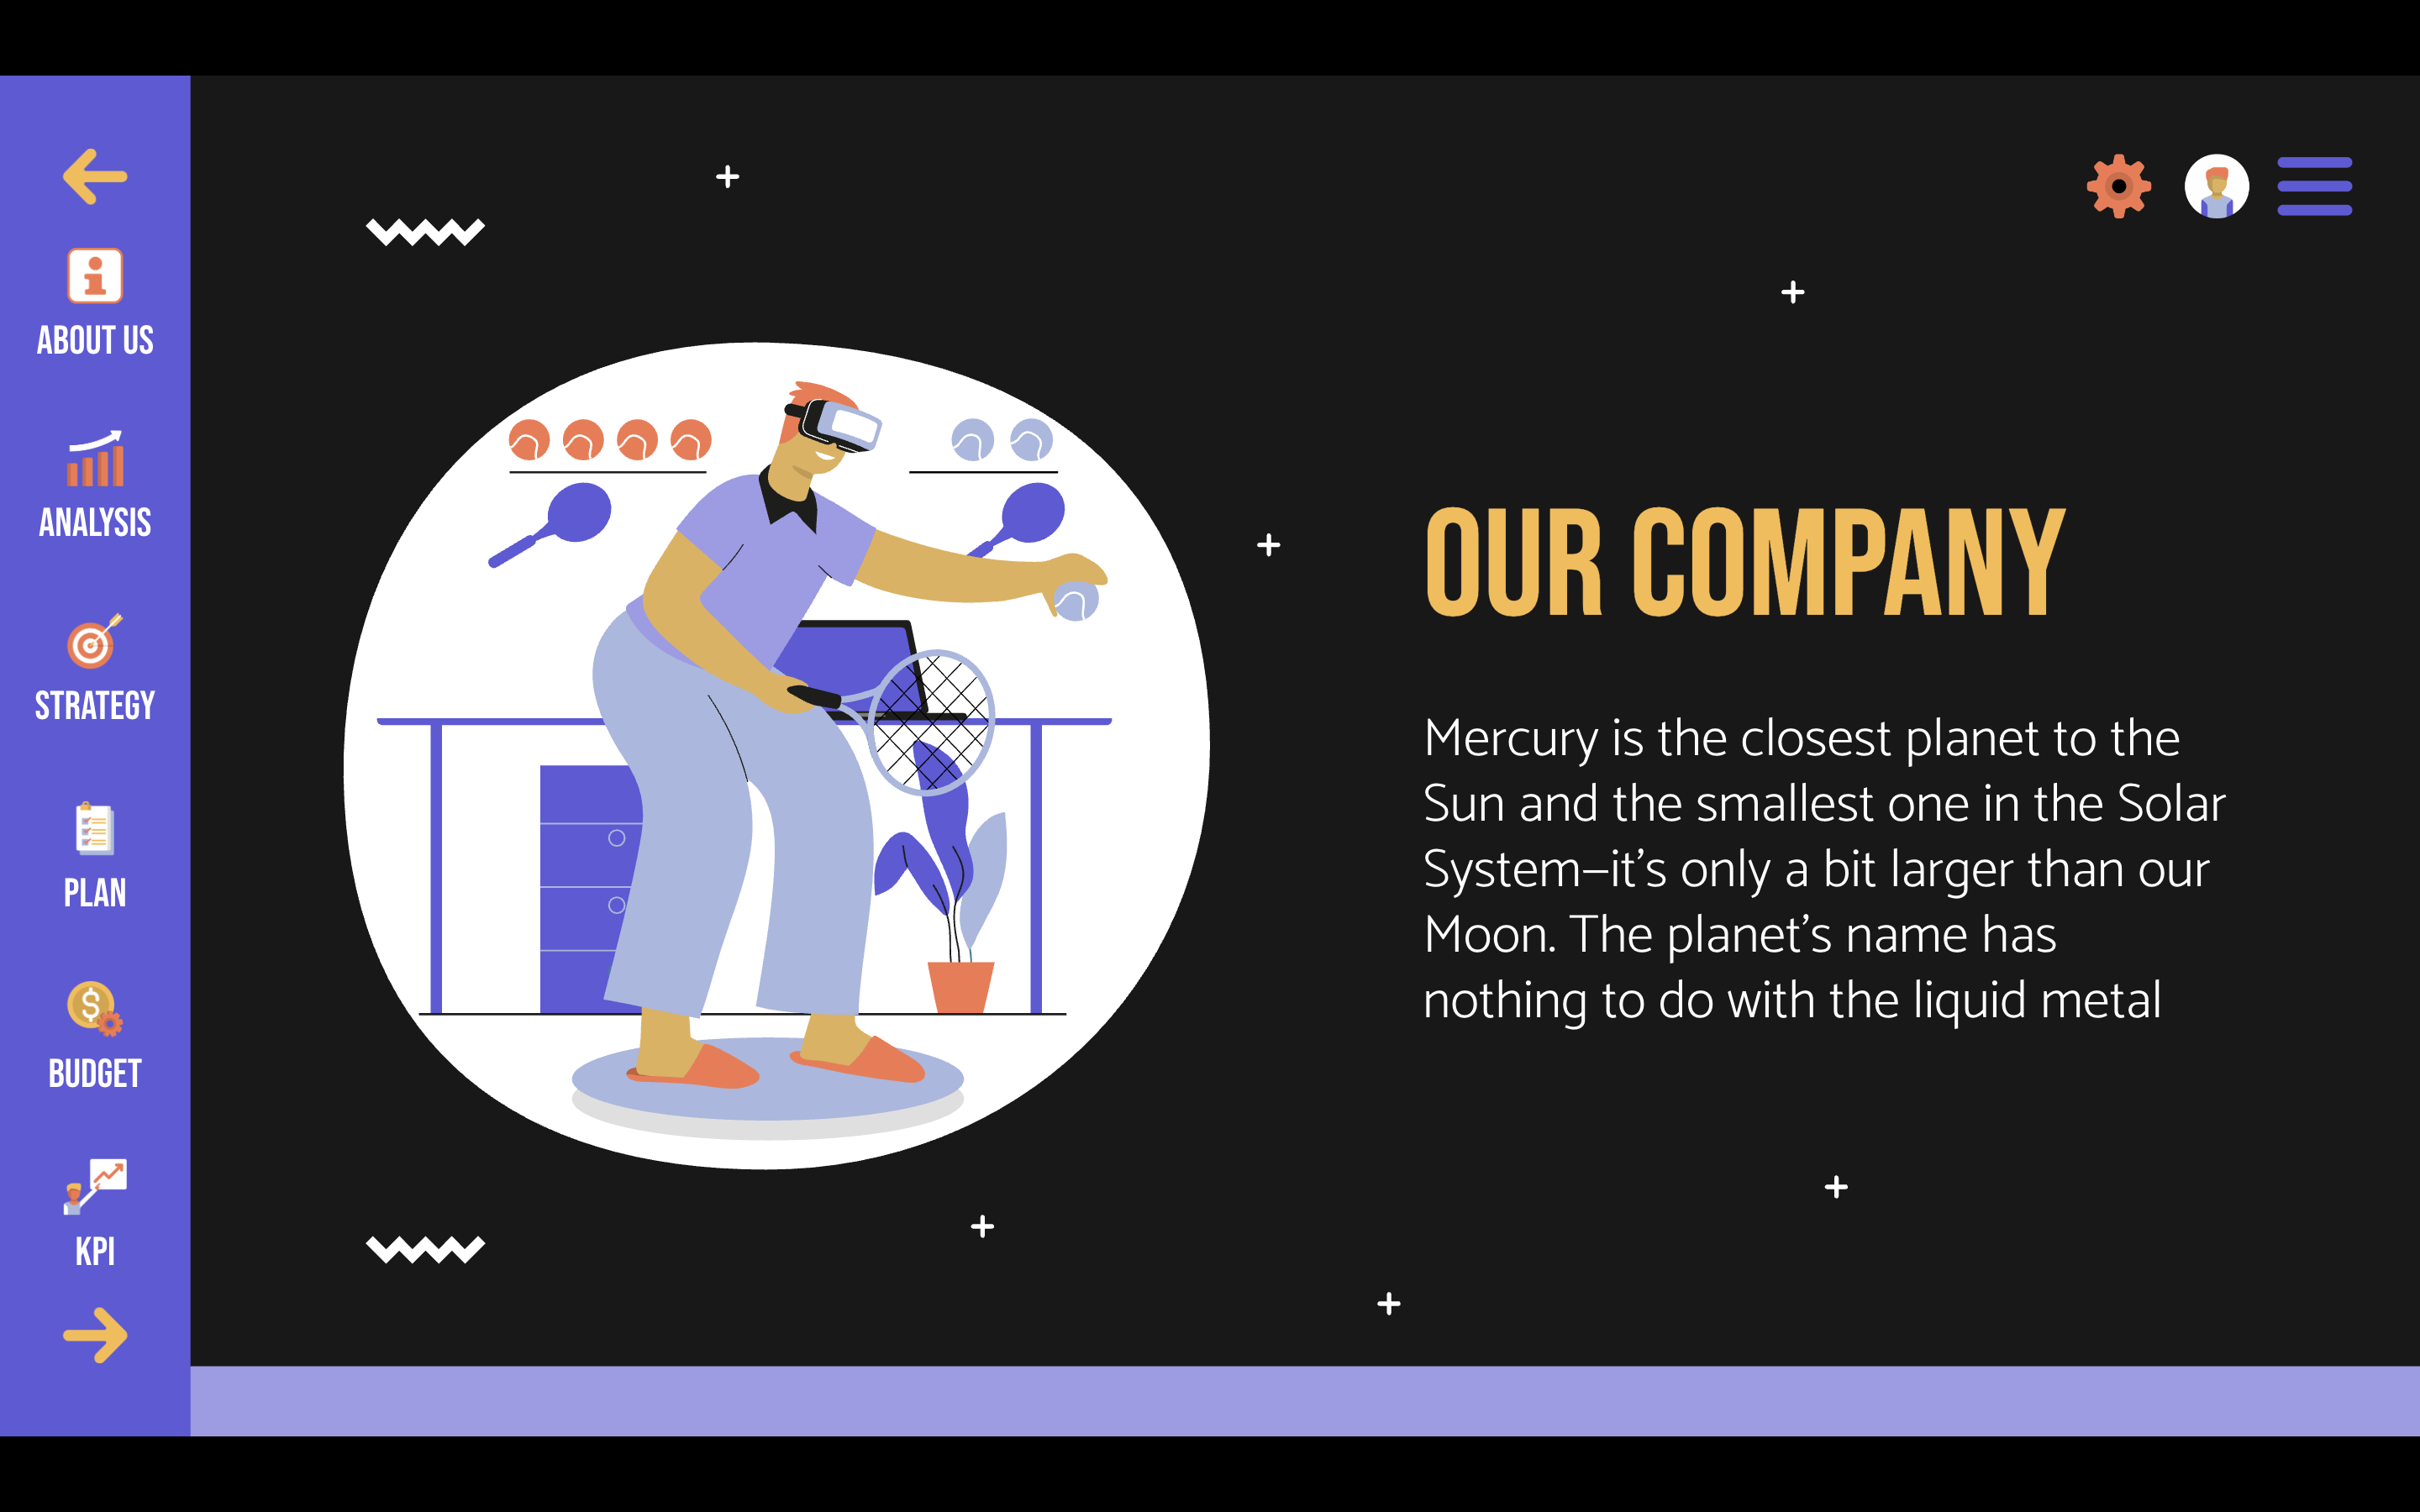 ABOUT US
ANALYSIS
STRATEGY
PLAN
BUDGET
KPI
OUR COMPANY
Mercury is the closest planet to the
Sun and the smallest one in the Solar
System—it’s only a bit larger than our
Moon. The planet’s name has
nothing to do with the liquid metal